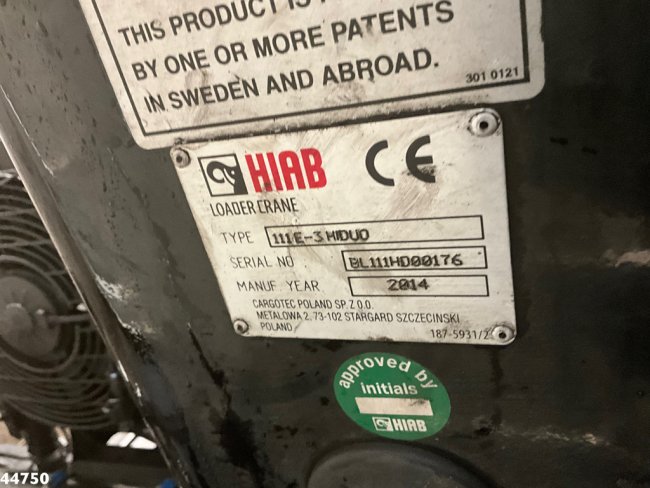 THIS PRODUCT IS
BY ONE OR MORE PATENTS
IN SWEDEN AND ABROAD.
301 0121
HIAB CE
LOADER CRANE
TYPE 111E-3 HIDUO
SERIAL NO BL111HD00176
MANUF. YEAR 2014
CARGOTEC POLAND SP. Z O.O.
METALOWA 2, 73-102 STARGARD SZCZECINSKI
POLAND
187-5931/2
approved by
initials
HIAB
44750